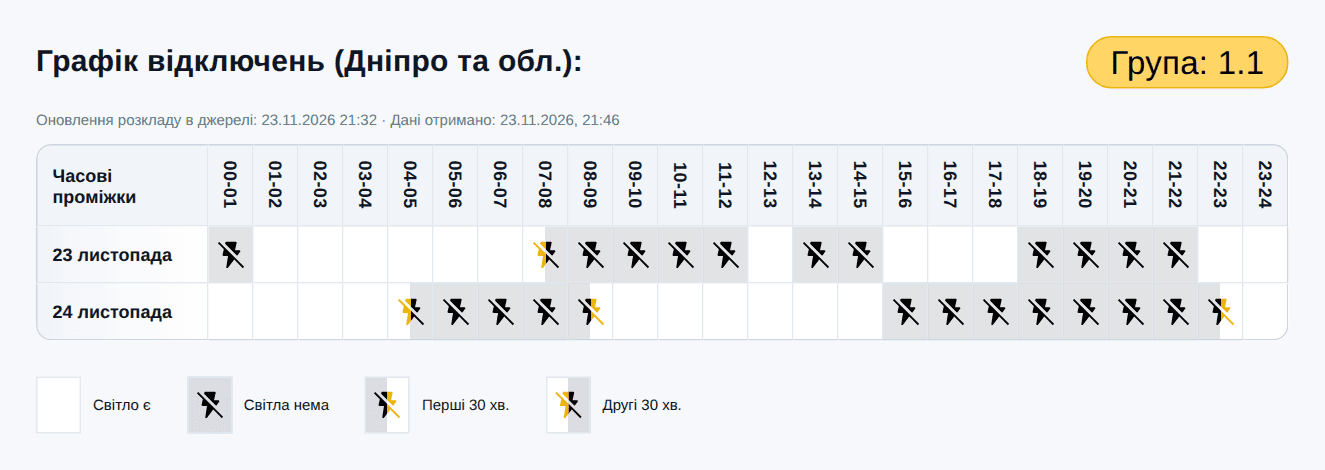 Графік відключень (Дніпро та обл.):
Група: 1.1
Оновлення розкладу в джерелі: 23.11.2026 21:32 · Дані отримано: 23.11.2026, 21:46
Часові
проміжки
00-01
01-02
02-03
03-04
04-05
05-06
06-07
07-08
08-09
09-10
10-11
11-12
12-13
13-14
14-15
15-16
16-17
17-18
18-19
19-20
20-21
21-22
22-23
23-24
23 листопада
24 листопада
Світло є
Світла нема
Перші 30 хв.
Другі 30 хв.